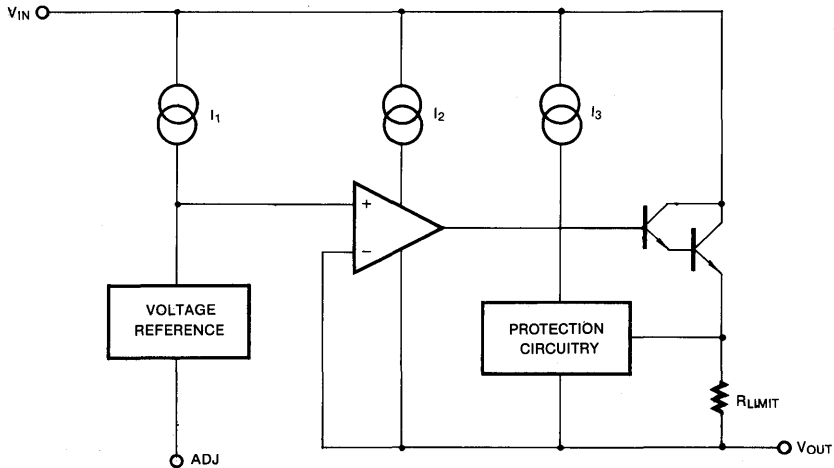 VIN
I1
I2
I3
+
−
VOLTAGE
REFERENCE
PROTECTION
CIRCUITRY
RLIMIT
ADJ
VOUT